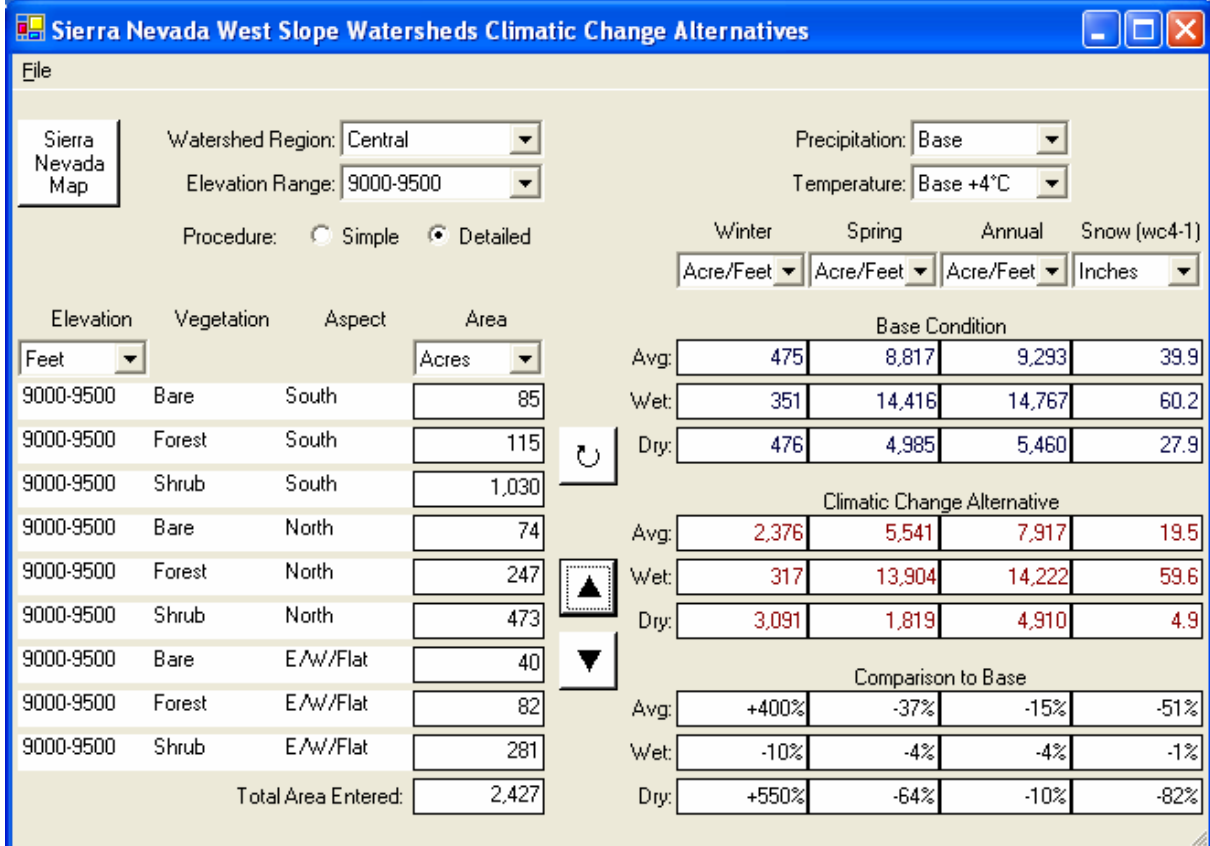 Sierra Nevada West Slope Watersheds Climatic Change Alternatives
File
Sierra Nevada Map
Watershed Region: Central
Elevation Range: 9000-9500
Procedure: Simple Detailed
Precipitation: Base
Temperature: Base +4°C
Winter Spring Annual Snow (wc4-1)
Acre/Feet Acre/Feet Acre/Feet Inches
Elevation Vegetation Aspect Area
Feet Acres
9000-9500 Bare South 85
9000-9500 Forest South 115
9000-9500 Shrub South 1,030
9000-9500 Bare North 74
9000-9500 Forest North 247
9000-9500 Shrub North 473
9000-9500 Bare E/W/Flat 40
9000-9500 Forest E/W/Flat 82
9000-9500 Shrub E/W/Flat 281
Total Area Entered: 2,427
Base Condition
Avg: 475 8,817 9,293 39.9
Wet: 351 14,416 14,767 60.2
Dry: 476 4,985 5,460 27.9
Climatic Change Alternative
Avg: 2,376 5,541 7,917 19.5
Wet: 317 13,904 14,222 59.6
Dry: 3,091 1,819 4,910 4.9
Comparison to Base
Avg: +400% -37% -15% -51%
Wet: -10% -4% -4% -1%
Dry: +550% -64% -10% -82%